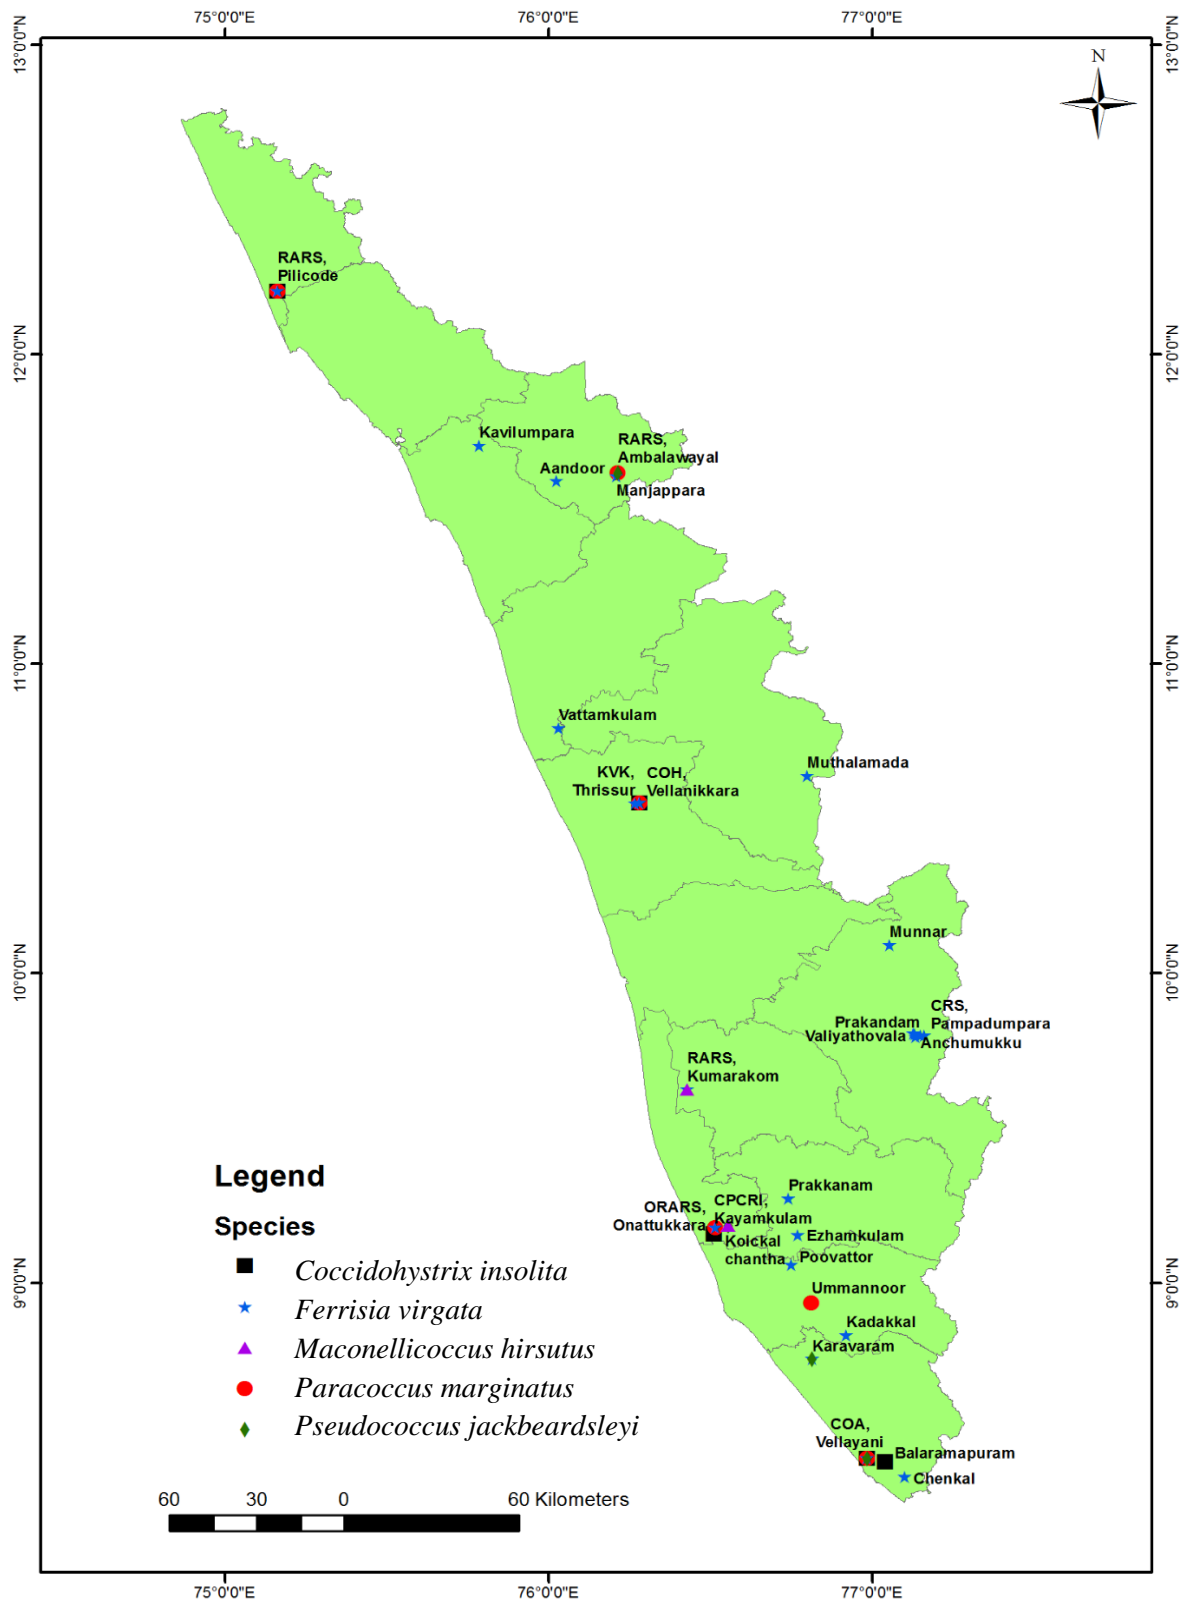 75°0'0"E
76°0'0"E
77°0'0"E
13°0'0"N
13°0'0"N
N
RARS,
Pilicode
12°0'0"N
12°0'0"N
Kavilumpara
RARS,
Ambalawayal
Aandoor
Manjappara
11°0'0"N
11°0'0"N
Vattamkulam
Muthalamada
KVK,
Thrissur
COH,
Vellanikkara
Munnar
10°0'0"N
10°0'0"N
CRS,
Pampadumpara
Prakandam
Valiyathovala
Anchumukku
RARS,
Kumarakom
Prakkanam
ORARS,
Onattukkara
CPCRI,
Kayamkulam
Ezhamkulam
Kolckal
chantha
Poovattor
9°0'0"N
9°0'0"N
Ummannoor
Kadakkal
Karavaram
COA,
Vellayani
Balaramapuram
Chenkal
Legend
Species
Coccidohystrix insolita
Ferrisia virgata
Maconellicoccus hirsutus
Paracoccus marginatus
Pseudococcus jackbeardsleyi
60 30 0 60 Kilometers
75°0'0"E
76°0'0"E
77°0'0"E